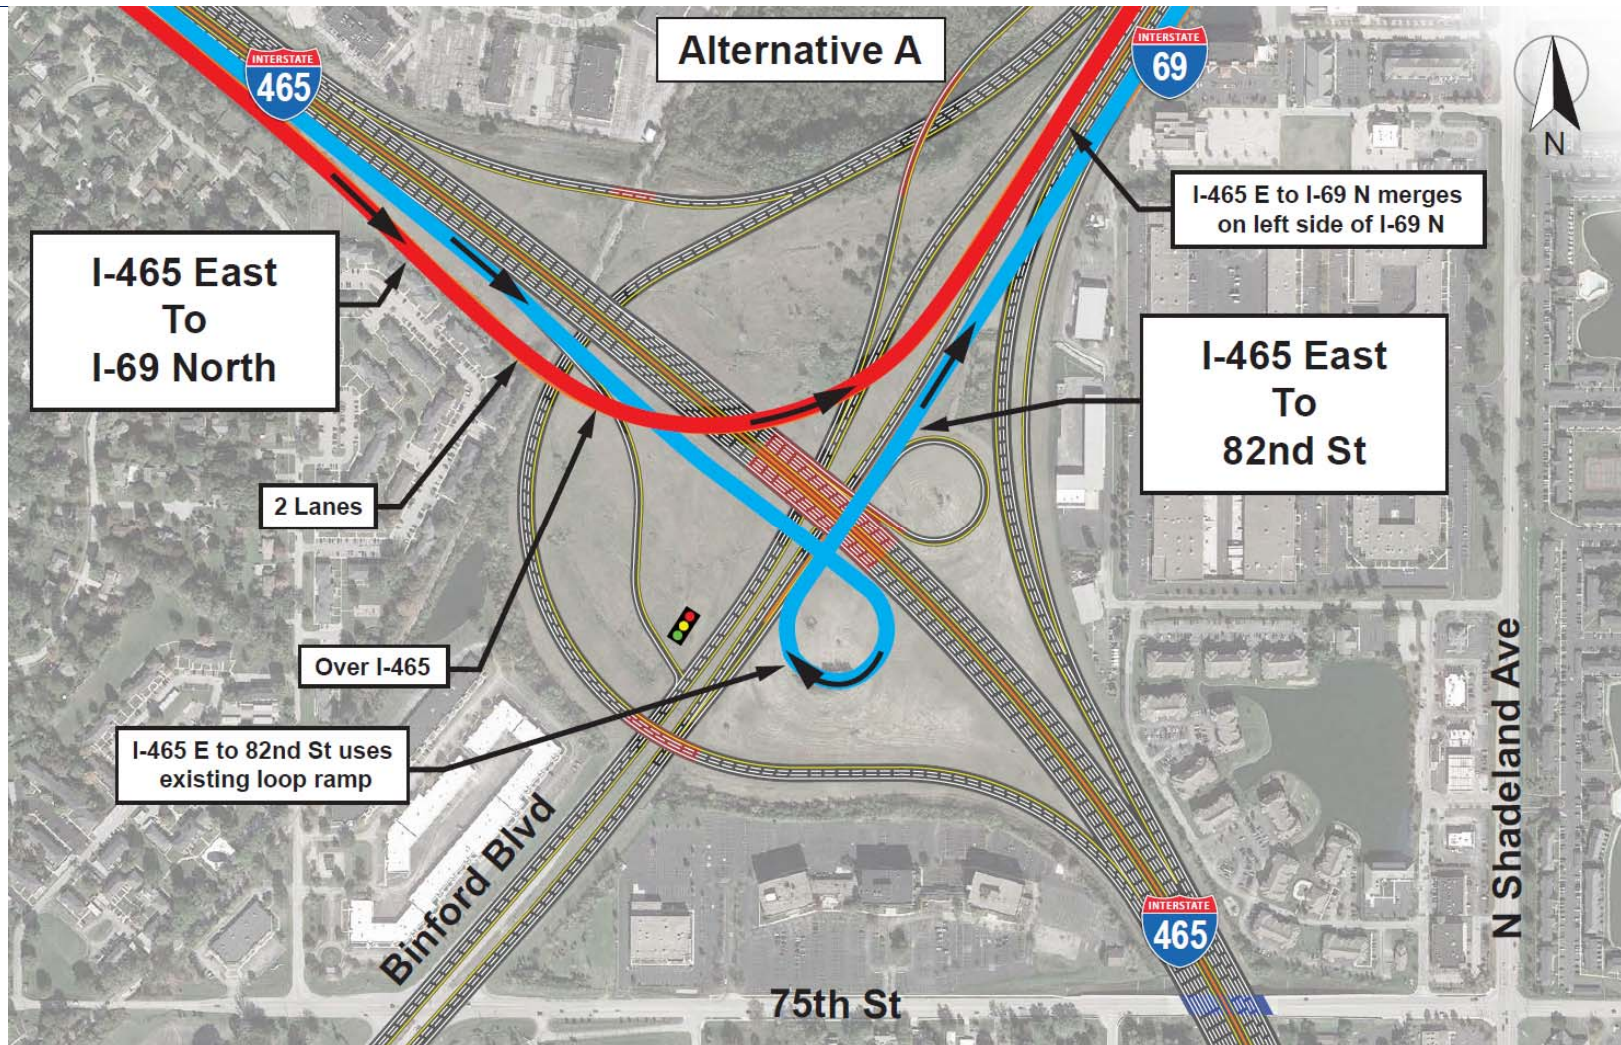 Alternative A
INTERSTATE
465
INTERSTATE
69
N
I-465 E to I-69 N merges
on left side of I-69 N
I-465 East
To
I-69 North
I-465 East
To
82nd St
2 Lanes
Over I-465
I-465 E to 82nd St uses
existing loop ramp
Binford Blvd
N Shadeland Ave
INTERSTATE
465
75th St